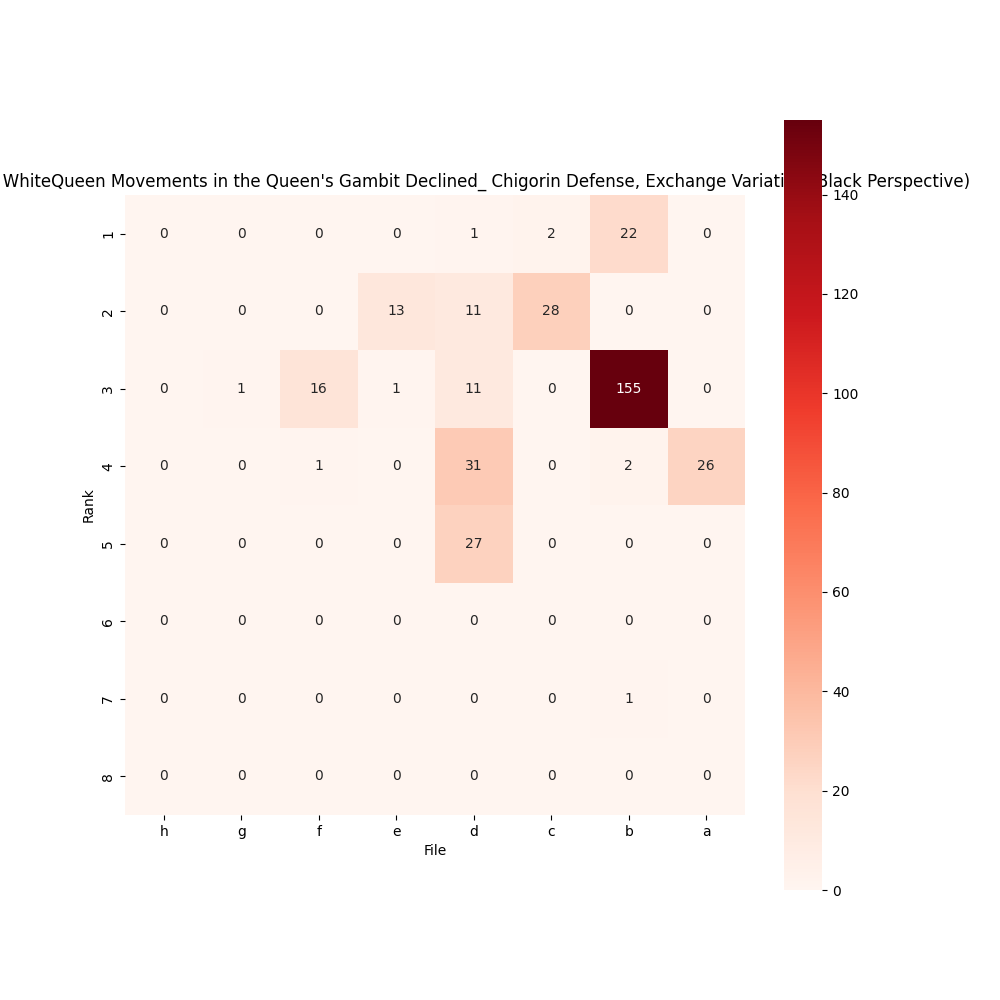 WhiteQueen Movements in the Queen's Gambit Declined_ Chigorin Defense, Exchange Black Perspective)
140
120
100
80
60
40
20
0
Rank
1 0 0 0 0 1 2 22 0
2 0 0 0 13 11 28 0 0
3 0 1 16 1 11 0 155 0
4 0 0 1 0 31 0 2 26
5 0 0 0 0 27 0 0 0
6 0 0 0 0 0 0 0 0
7 0 0 0 0 0 0 1 0
8 0 0 0 0 0 0 0 0
h g f e d c b a
File